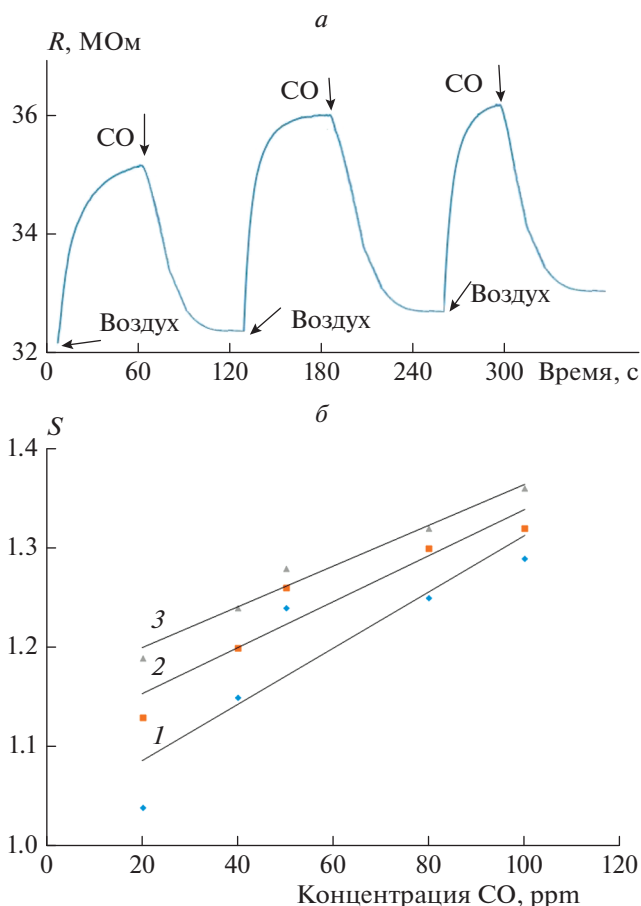 а
R, МОм
36
34
32
CO
CO
CO
Воздух
Воздух
Воздух
0
60
120
180
240
300
Время, с
б
S
1.4
1.3
1.2
1.1
1.0
3
2
1
0
20
40
60
80
100
120
Концентрация CO, ppm